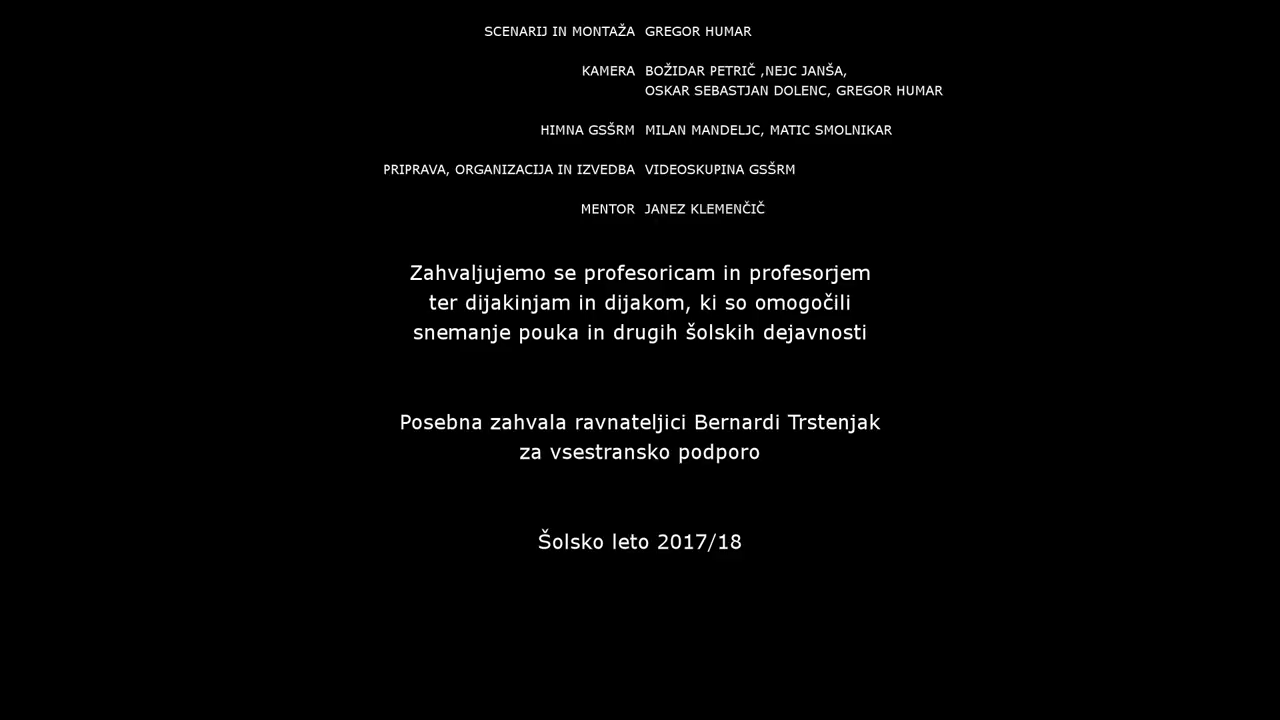 SCENARIJ IN MONTAŽA GREGOR HUMAR
KAMERA BOŽIDAR PETRIČ ,NEJC JANŠA,
OSKAR SEBASTJAN DOLENC, GREGOR HUMAR
HIMNA GSŠRM MILAN MANDELJC, MATIC SMOLNIKAR
PRIPRAVA, ORGANIZACIJA IN IZVEDBA VIDEOSKUPINA GSŠRM
MENTOR JANEZ KLEMENČIČ
Zahvaljujemo se profesoricam in profesorjem
ter dijakinjam in dijakom, ki so omogočili
snemanje pouka in drugih šolskih dejavnosti
Posebna zahvala ravnateljici Bernardi Trstenjak
za vsestransko podporo
Šolsko leto 2017/18